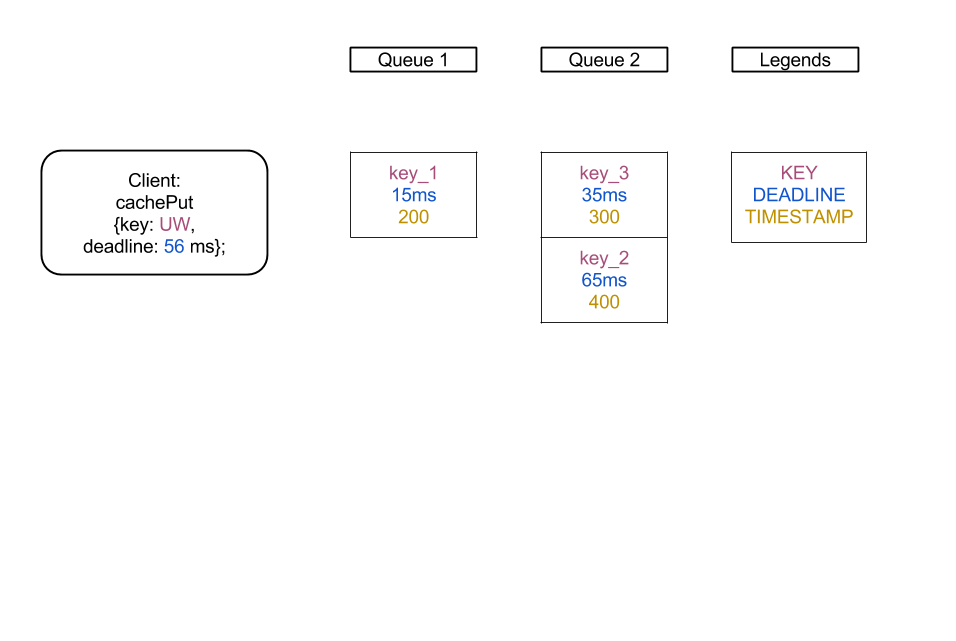 Queue 1
Queue 2
Legends
Client:
cachePut
{key: UW,
deadline: 56 ms};
key_1
15ms
200
key_3
35ms
300
key_2
65ms
400
KEY
DEADLINE
TIMESTAMP